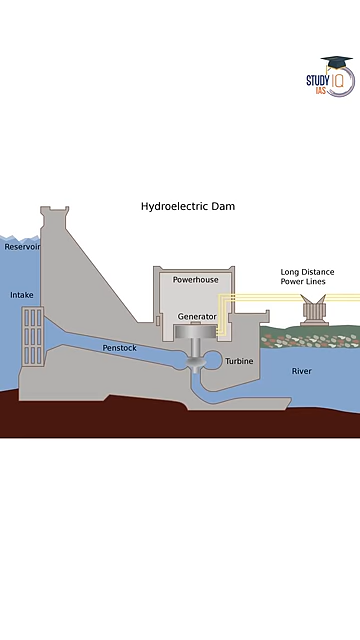 STUDY IQ
IAS
Hydroelectric Dam
Reservoir
Intake
Penstock
Powerhouse
Generator
Turbine
Long Distance
Power Lines
River